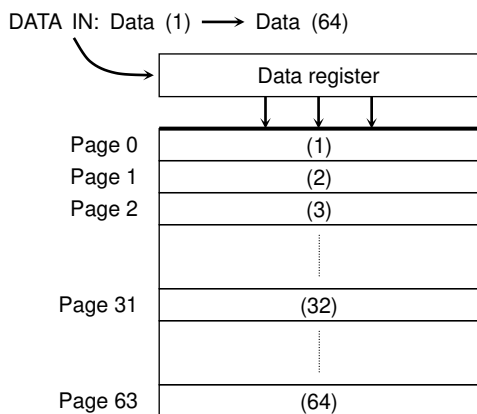 DATA IN: Data (1) Data (64)
Data register
Page 0 (1)
Page 1 (2)
Page 2 (3)
Page 31 (32)
Page 63 (64)